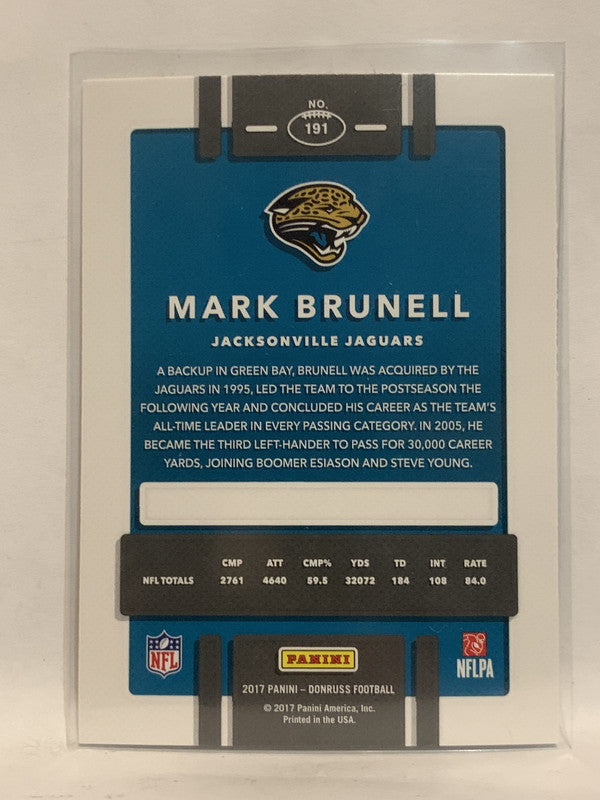 NO.
191
MARK BRUNELL
JACKSONVILLE JAGUARS
A BACKUP IN GREEN BAY, BRUNELL WAS ACQUIRED BY THE
JAGUARS IN 1995, LED THE TEAM TO THE POSTSEASON THE
FOLLOWING YEAR AND CONCLUDED HIS CAREER AS THE TEAM'S
ALL-TIME LEADER IN EVERY PASSING CATEGORY. IN 2005, HE
BECAME THE THIRD LEFT-HANDER TO PASS FOR 30,000 CAREER
YARDS, JOINING BOOMER ESIASON AND STEVE YOUNG.
CMP ATT CMP% YDS TD INT RATE
NFL TOTALS 2761 4640 59.5 32072 184 108 84.0
NFL
PANINI
NFLPA
2017 PANINI – DONRUSS FOOTBALL
© 2017 Panini America, Inc.
Printed in the USA.